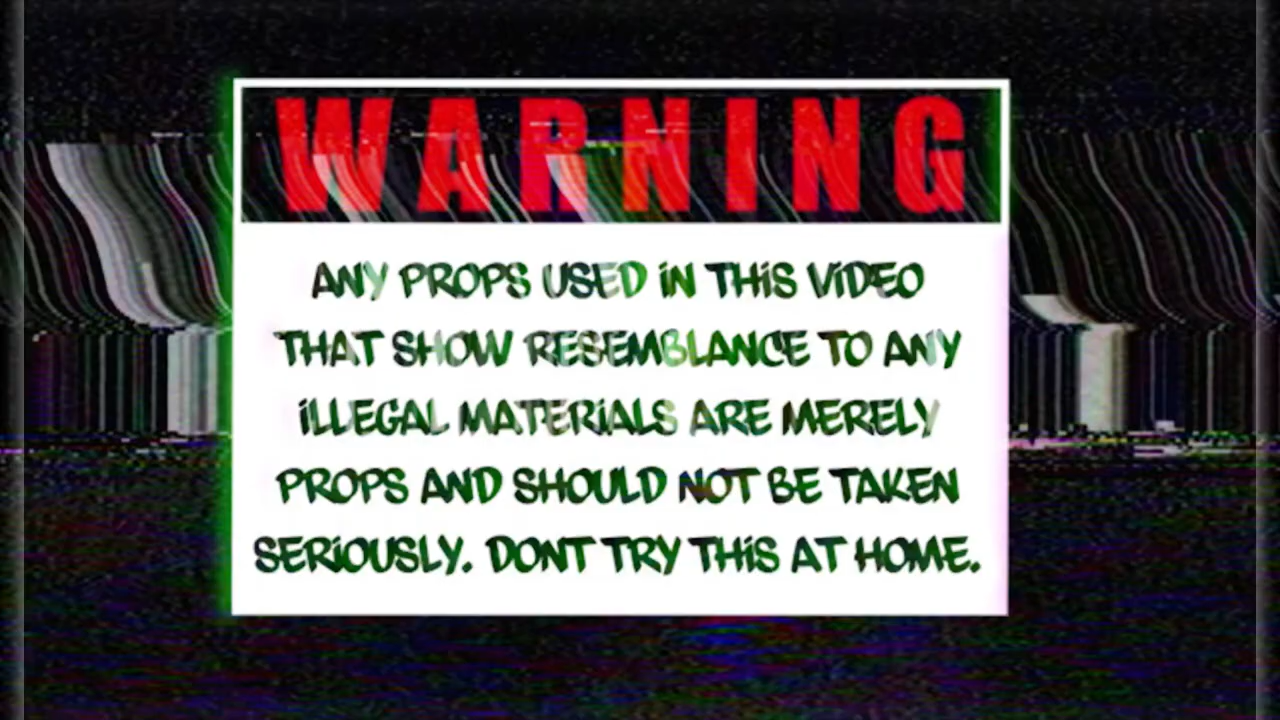 WARNING
ANY PROPS USED iN THiS ViDEO
THAT SHOW RESEMBLANCE TO ANY
iLLEGAL MATERiALS ARE MERELY
PROPS AND SHOULD NOT BE TAKEN
SERiOUSLY. DONT TRY THiS AT HOME.